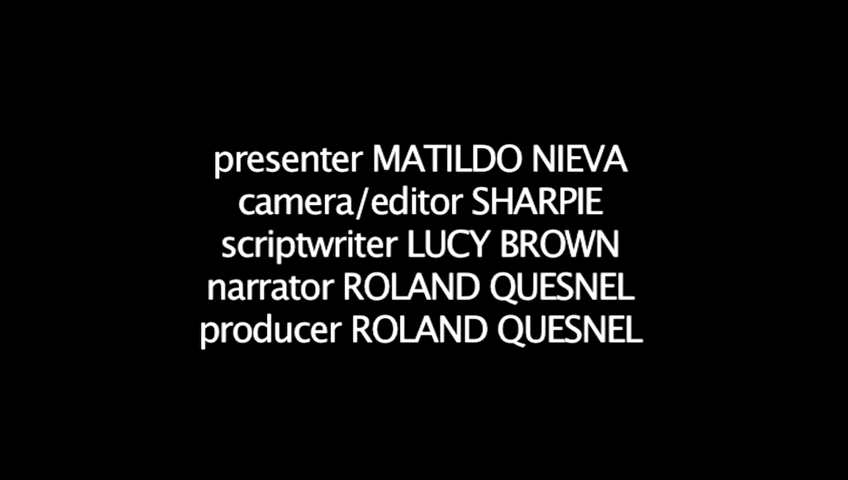 presenter MATILDO NIEVA
camera/editor SHARPIE
scriptwriter LUCY BROWN
narrator ROLAND QUESNEL
producer ROLAND QUESNEL